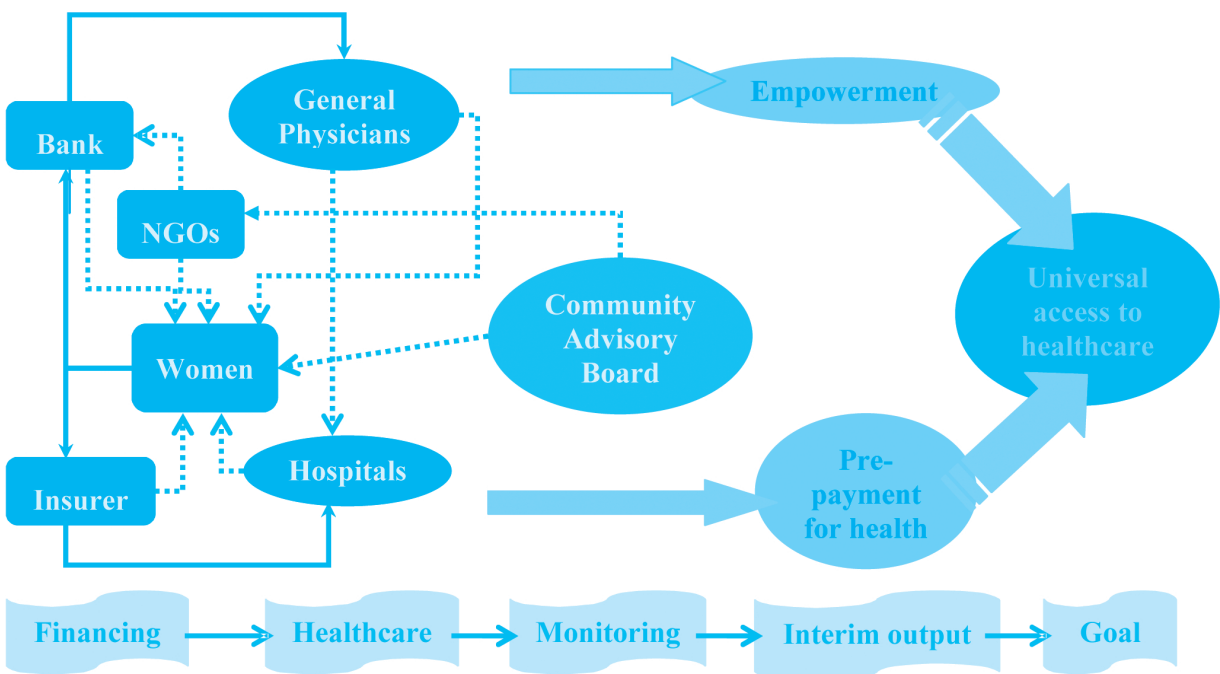 General
Physicians
Empowerment
Bank
NGOs
Universal
access to
healthcare
Community
Advisory
Board
Women
Pre-
payment
for health
Hospitals
Insurer
Financing
Healthcare
Monitoring
Interim output
Goal